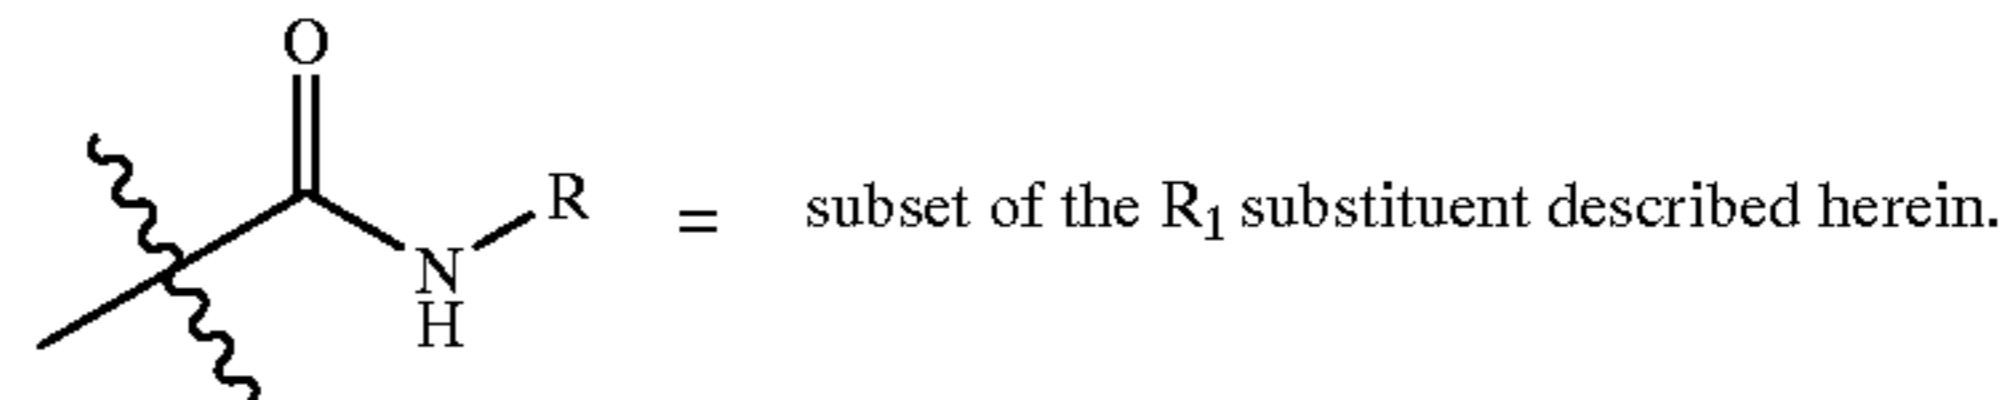 O
R
N
H
= subset of the R₁ substituent described herein.